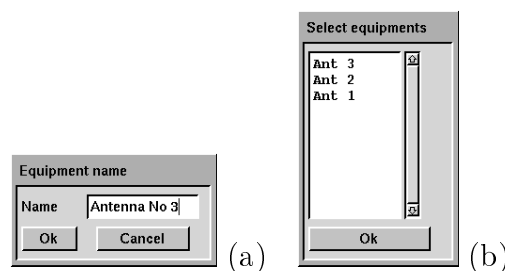 Equipment name
Name Antenna No 3
Ok Cancel
(a)
Select equipments
Ant 3
Ant 2
Ant 1
Ok
(b)